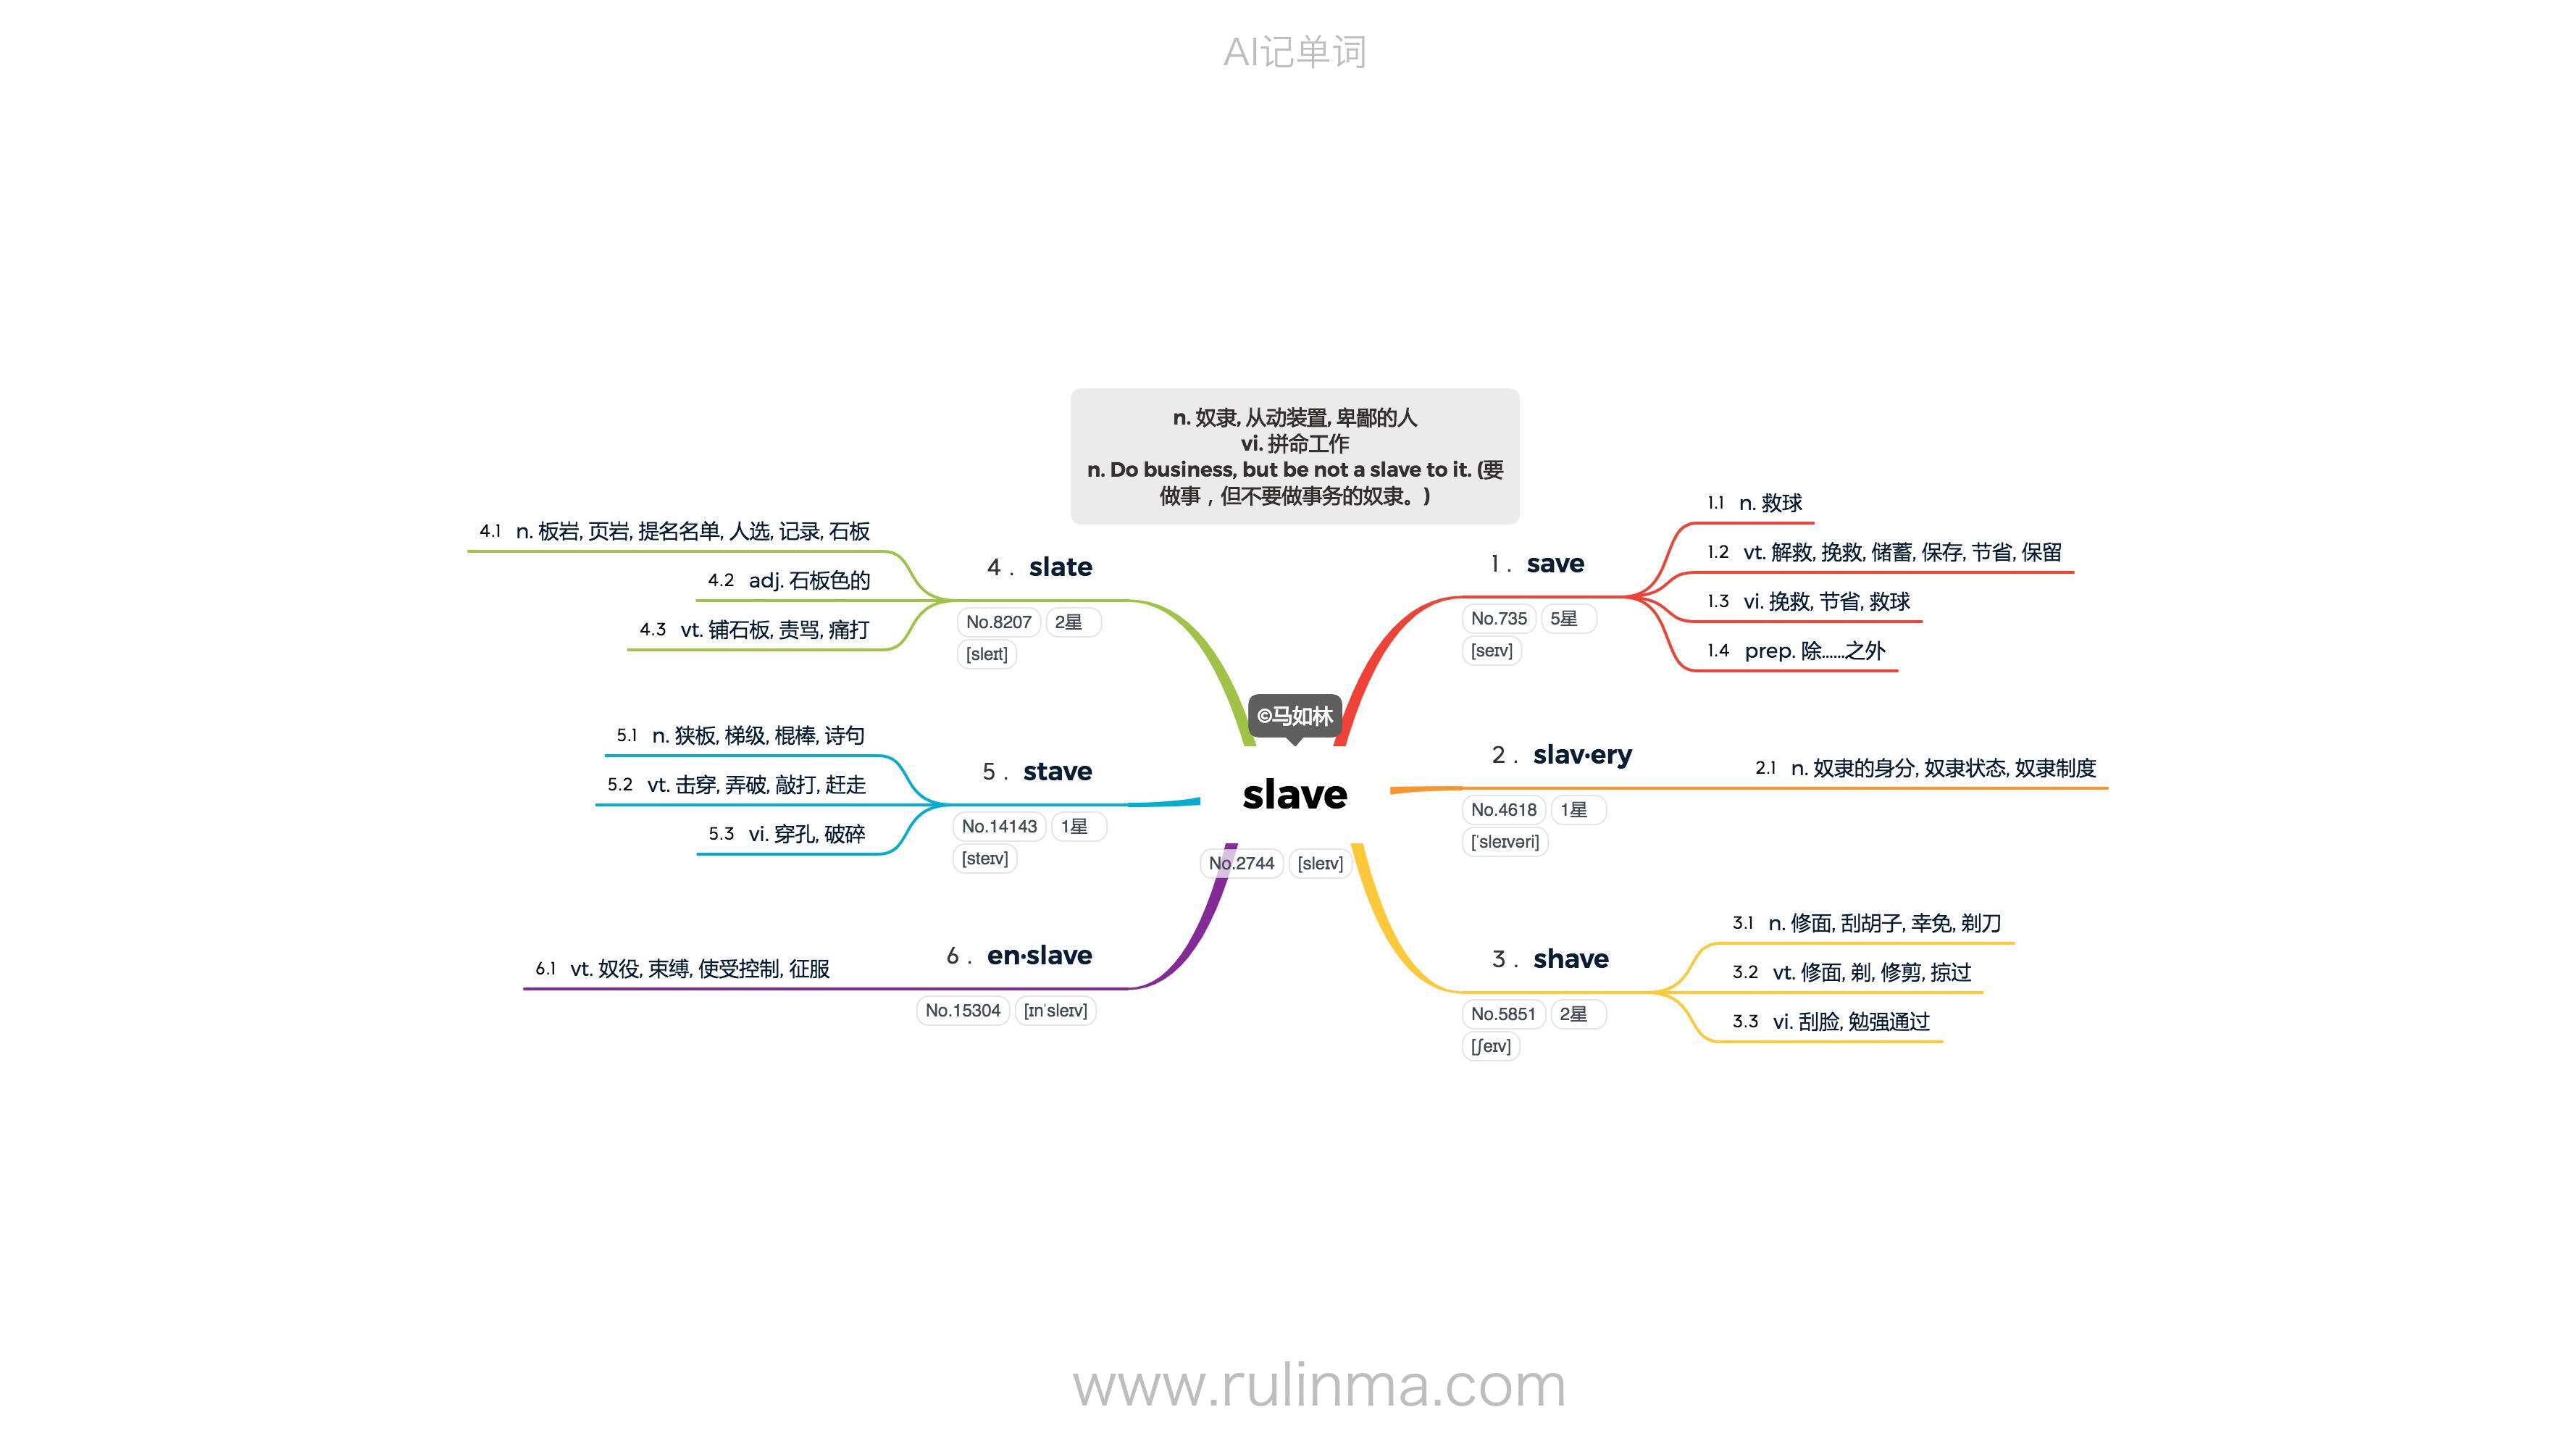 AI记单词
n. 奴隶, 从动装置, 卑鄙的人
vi. 拼命工作
n. Do business, but be not a slave to it. (要
做事，但不要做事务的奴隶。)
©马如林
slave
No.2744 [sleɪv]
1 . save
No.735 5星
[seɪv]
1.1 n. 救球
1.2 vt. 解救, 挽救, 储蓄, 保存, 节省, 保留
1.3 vi. 挽救, 节省, 救球
1.4 prep. 除……之外
2 . slav·ery
No.4618 1星
[ˈsleɪvəri]
2.1 n. 奴隶的身分, 奴隶状态, 奴隶制度
3 . shave
No.5851 2星
[ʃeɪv]
3.1 n. 修面, 刮胡子, 幸免, 剃刀
3.2 vt. 修面, 剃, 修剪, 掠过
3.3 vi. 刮脸, 勉强通过
4 . slate
No.8207 2星
[sleɪt]
4.1 n. 板岩, 页岩, 提名名单, 人选, 记录, 石板
4.2 adj. 石板色的
4.3 vt. 铺石板, 责骂, 痛打
5 . stave
No.14143 1星
[steɪv]
5.1 n. 狭板, 梯级, 棍棒, 诗句
5.2 vt. 击穿, 弄破, 敲打, 赶走
5.3 vi. 穿孔, 破碎
6 . en·slave
No.15304 [ɪnˈsleɪv]
6.1 vt. 奴役, 束缚, 使受控制, 征服
www.rulinma.com